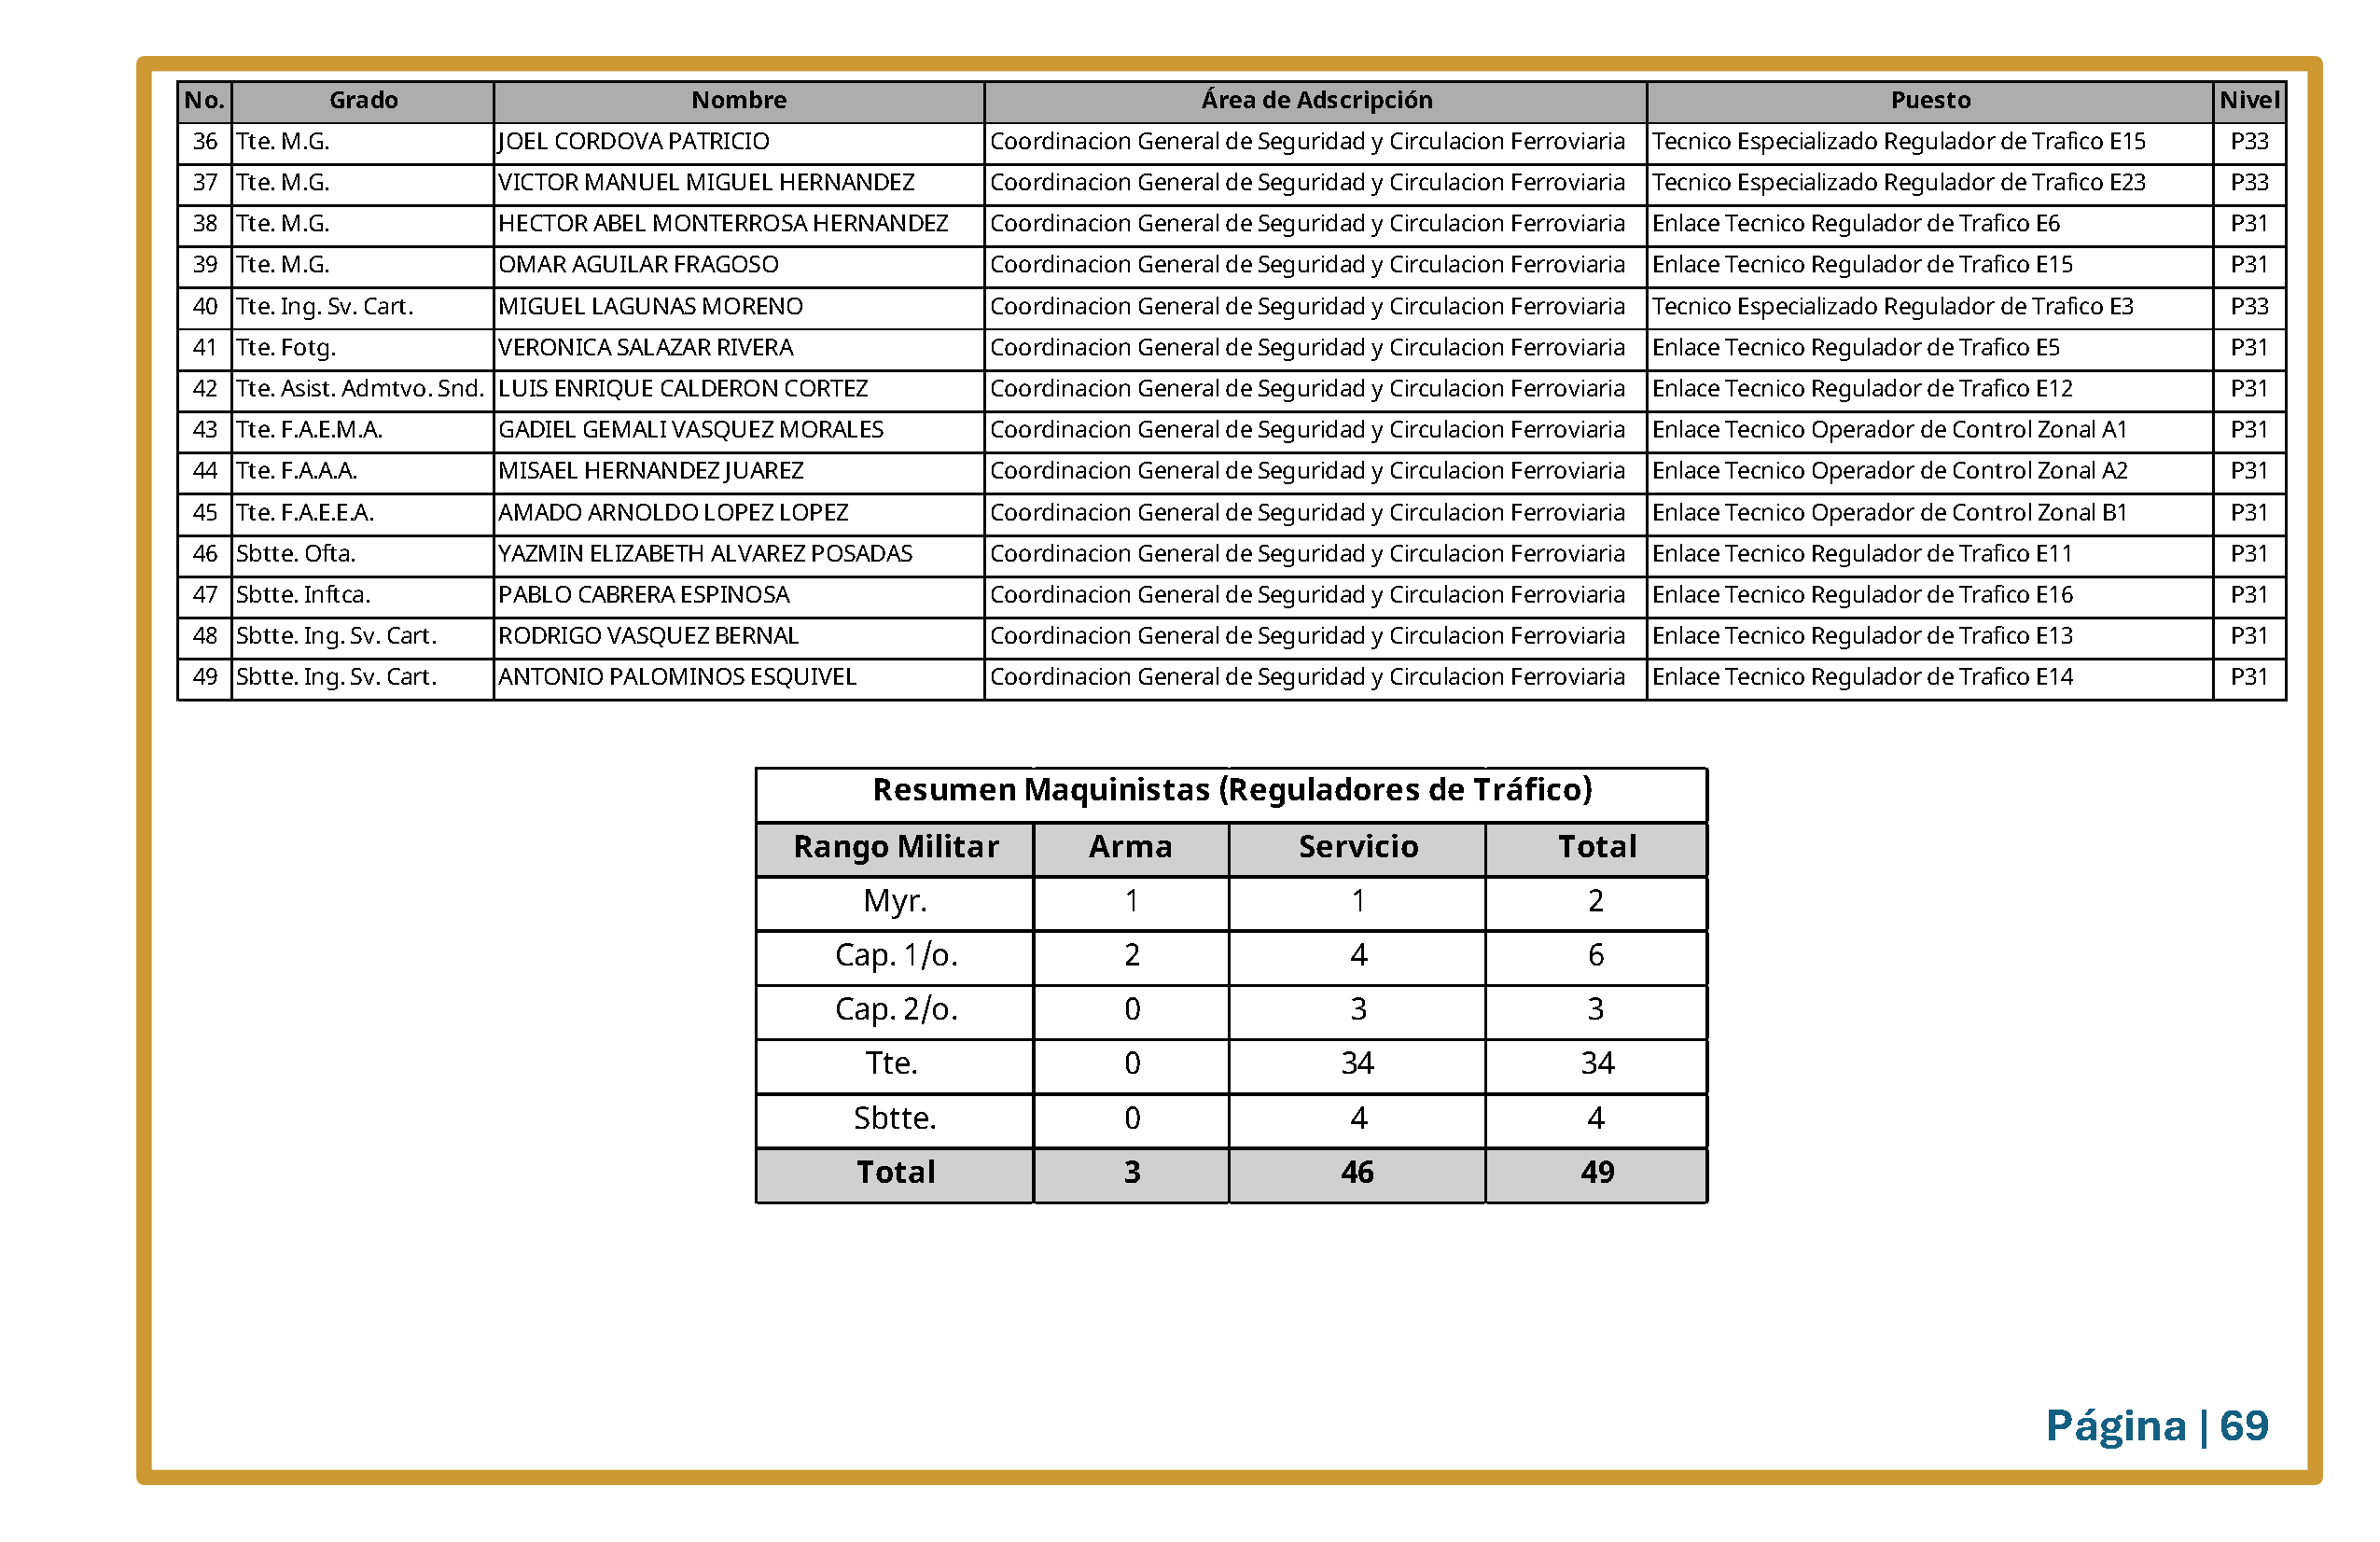 No. Grado Nombre Área de Adscripción Puesto Nivel
36 Tte. M.G. JOEL CORDOVA PATRICIO Coordinacion General de Seguridad y Circulacion Ferroviaria Tecnico Especializado Regulador de Trafico E15 P33
37 Tte. M.G. VICTOR MANUEL MIGUEL HERNANDEZ Coordinacion General de Seguridad y Circulacion Ferroviaria Tecnico Especializado Regulador de Trafico E23 P33
38 Tte. M.G. HECTOR ABEL MONTERROSA HERNANDEZ Coordinacion General de Seguridad y Circulacion Ferroviaria Enlace Tecnico Regulador de Trafico E6 P31
39 Tte. M.G. OMAR AGUILAR FRAGOSO Coordinacion General de Seguridad y Circulacion Ferroviaria Enlace Tecnico Regulador de Trafico E15 P31
40 Tte. Ing. Sv. Cart. MIGUEL LAGUNAS MORENO Coordinacion General de Seguridad y Circulacion Ferroviaria Tecnico Especializado Regulador de Trafico E3 P33
41 Tte. Fotg. VERONICA SALAZAR RIVERA Coordinacion General de Seguridad y Circulacion Ferroviaria Enlace Tecnico Regulador de Trafico E5 P31
42 Tte. Asist. Admtvo. Snd. LUIS ENRIQUE CALDERON CORTEZ Coordinacion General de Seguridad y Circulacion Ferroviaria Enlace Tecnico Regulador de Trafico E12 P31
43 Tte. F.A.E.M.A. GADIEL GEMALI VASQUEZ MORALES Coordinacion General de Seguridad y Circulacion Ferroviaria Enlace Tecnico Operador de Control Zonal A1 P31
44 Tte. F.A.A.A. MISAEL HERNANDEZ JUAREZ Coordinacion General de Seguridad y Circulacion Ferroviaria Enlace Tecnico Operador de Control Zonal A2 P31
45 Tte. F.A.E.E.A. AMADO ARNOLDO LOPEZ LOPEZ Coordinacion General de Seguridad y Circulacion Ferroviaria Enlace Tecnico Operador de Control Zonal B1 P31
46 Sbtte. Ofta. YAZMIN ELIZABETH ALVAREZ POSADAS Coordinacion General de Seguridad y Circulacion Ferroviaria Enlace Tecnico Regulador de Trafico E11 P31
47 Sbtte. Inftca. PABLO CABRERA ESPINOSA Coordinacion General de Seguridad y Circulacion Ferroviaria Enlace Tecnico Regulador de Trafico E16 P31
48 Sbtte. Ing. Sv. Cart. RODRIGO VASQUEZ BERNAL Coordinacion General de Seguridad y Circulacion Ferroviaria Enlace Tecnico Regulador de Trafico E13 P31
49 Sbtte. Ing. Sv. Cart. ANTONIO PALOMINOS ESQUIVEL Coordinacion General de Seguridad y Circulacion Ferroviaria Enlace Tecnico Regulador de Trafico E14 P31
Resumen Maquinistas (Reguladores de Tráfico)
Rango Militar Arma Servicio Total
Myr. 1 1 2
Cap. 1/o. 2 4 6
Cap. 2/o. 0 3 3
Tte. 0 34 34
Sbtte. 0 4 4
Total 3 46 49
Página | 69